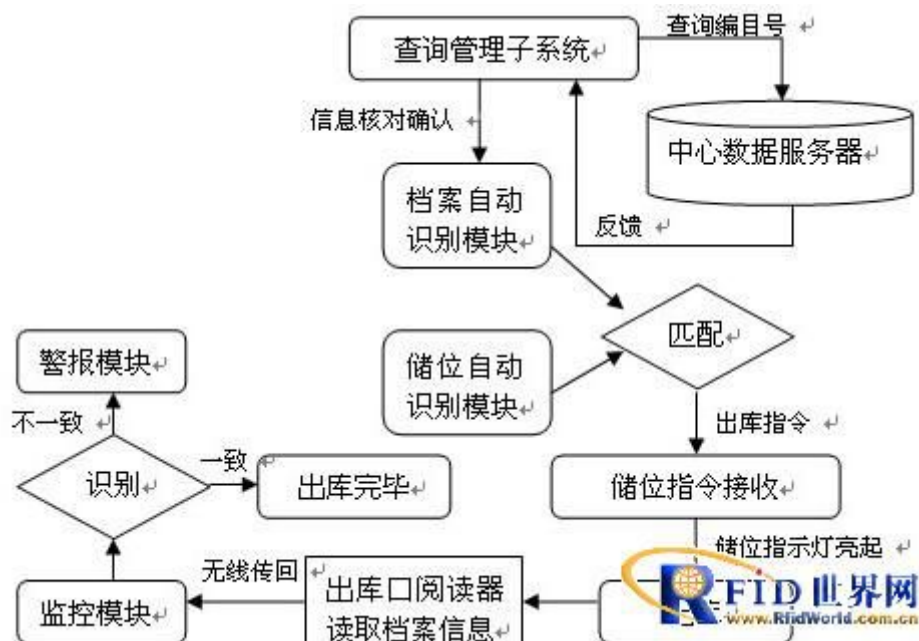 查询编目号
查询管理子系统
信息核对确认
中心数据服务器
档案自动
识别模块
反馈
匹配
警报模块
储位自动
识别模块
不一致
出库指令
一致
识别
出库完毕
储位指令接收
储位指示灯亮起
无线传回
监控模块
出库口阅读器
读取档案信息
RFID世界网
www.RfidWorld.com.cn